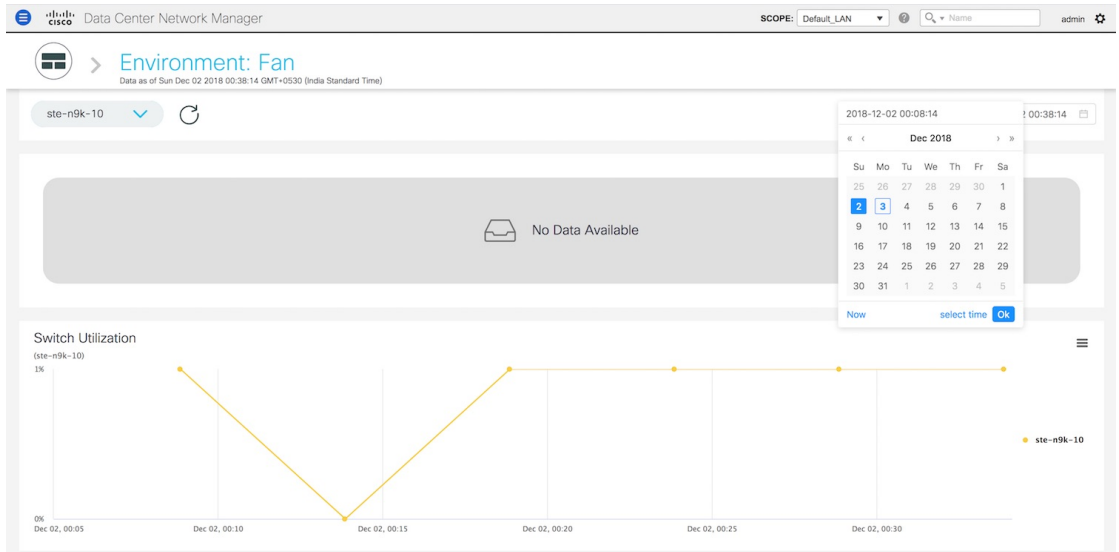 cisco Data Center Network Manager SCOPE: Default_LAN Name admin
Environment: Fan
Data as of Sun Dec 02 2018 00:38:14 GMT+0530 (India Standard Time)
ste-n9k-10
2018-12-02 00:08:14
2 00:38:14
« ‹ Dec 2018 › »
Su Mo Tu We Th Fr Sa
25 26 27 28 29 30 1
2 3 4 5 6 7 8
9 10 11 12 13 14 15
16 17 18 19 20 21 22
23 24 25 26 27 28 29
30 31 1 2 3 4 5
Now select time Ok
No Data Available
Switch Utilization
(ste-n9k-10)
1%
0%
Dec 02, 00:05 Dec 02, 00:10 Dec 02, 00:15 Dec 02, 00:20 Dec 02, 00:25 Dec 02, 00:30
ste-n9k-10